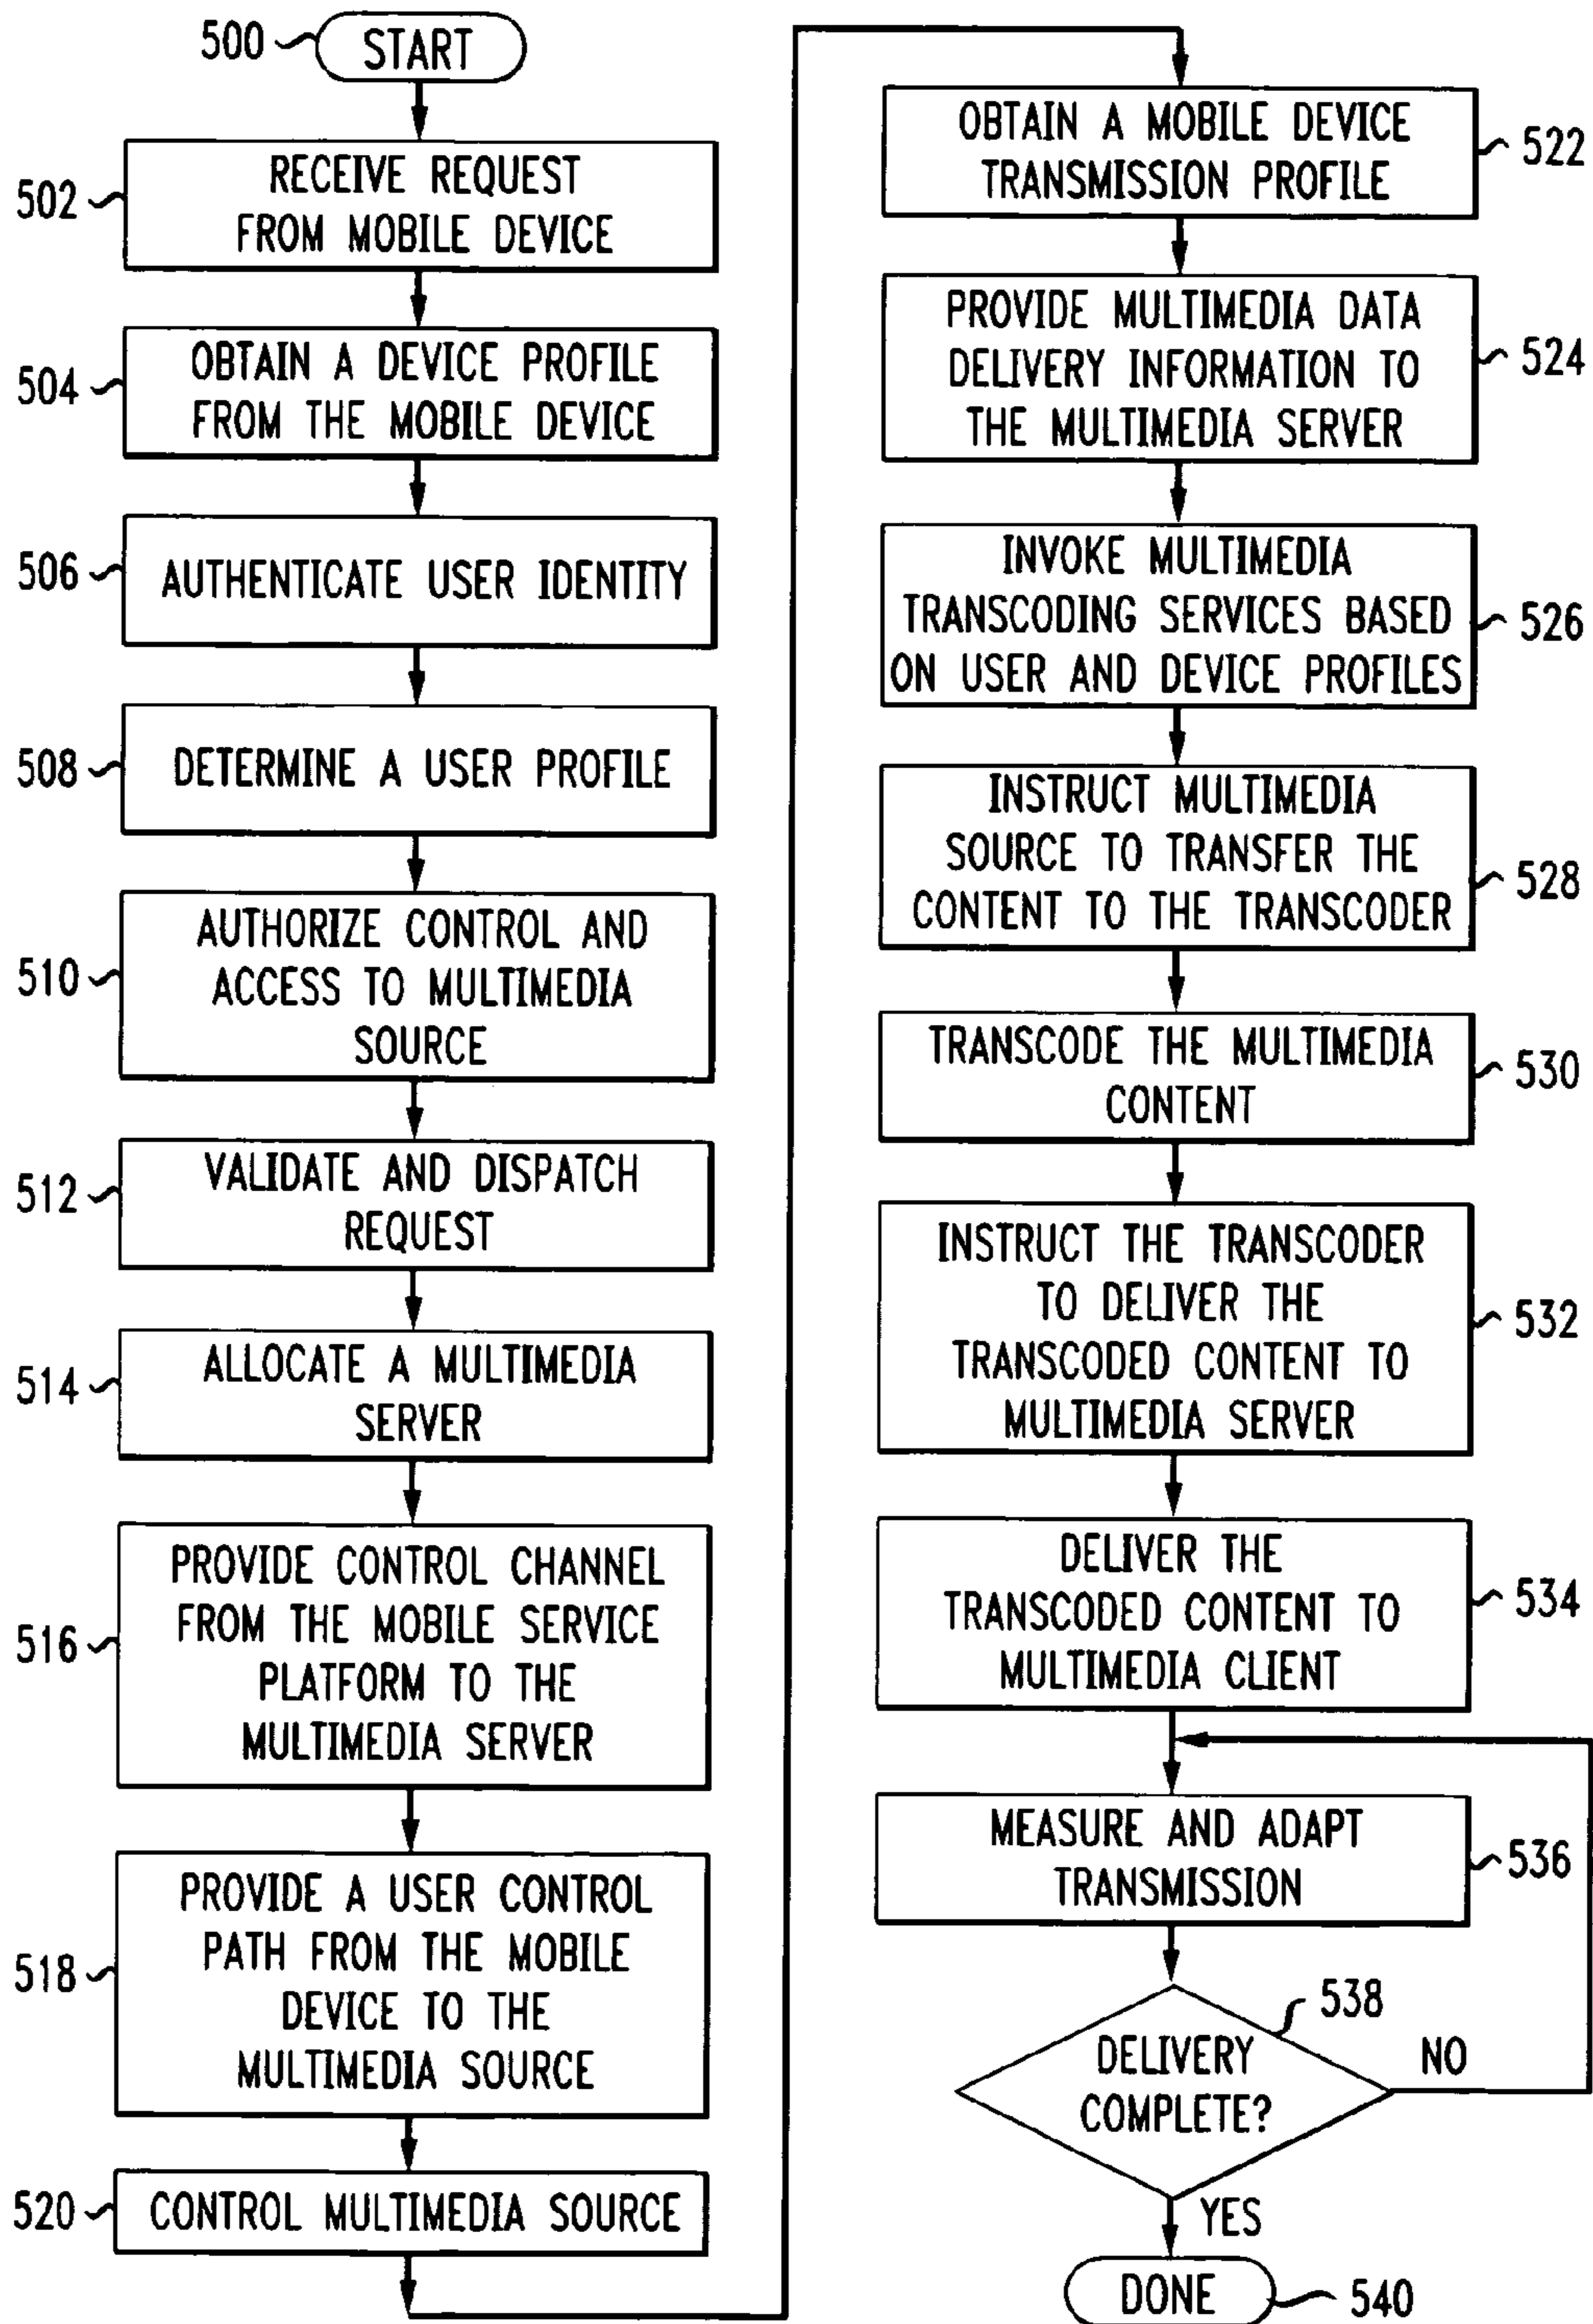 500
START
502
RECEIVE REQUEST
FROM MOBILE DEVICE
504
OBTAIN A DEVICE PROFILE
FROM THE MOBILE DEVICE
506
AUTHENTICATE USER IDENTITY
508
DETERMINE A USER PROFILE
510
AUTHORIZE CONTROL AND
ACCESS TO MULTIMEDIA
SOURCE
512
VALIDATE AND DISPATCH
REQUEST
514
ALLOCATE A MULTIMEDIA
SERVER
516
PROVIDE CONTROL CHANNEL
FROM THE MOBILE SERVICE
PLATFORM TO THE
MULTIMEDIA SERVER
518
PROVIDE A USER CONTROL
PATH FROM THE MOBILE
DEVICE TO THE
MULTIMEDIA SOURCE
520
CONTROL MULTIMEDIA SOURCE
OBTAIN A MOBILE DEVICE
TRANSMISSION PROFILE
522
PROVIDE MULTIMEDIA DATA
DELIVERY INFORMATION TO
THE MULTIMEDIA SERVER
524
INVOKE MULTIMEDIA
TRANSCODING SERVICES BASED
ON USER AND DEVICE PROFILES
526
INSTRUCT MULTIMEDIA
SOURCE TO TRANSFER THE
CONTENT TO THE TRANSCODER
528
TRANSCODE THE MULTIMEDIA
CONTENT
530
INSTRUCT THE TRANSCODER
TO DELIVER THE
TRANSCODED CONTENT TO
MULTIMEDIA SERVER
532
DELIVER THE
TRANSCODED CONTENT TO
MULTIMEDIA CLIENT
534
MEASURE AND ADAPT
TRANSMISSION
536
538
DELIVERY
COMPLETE?
NO
YES
DONE
540